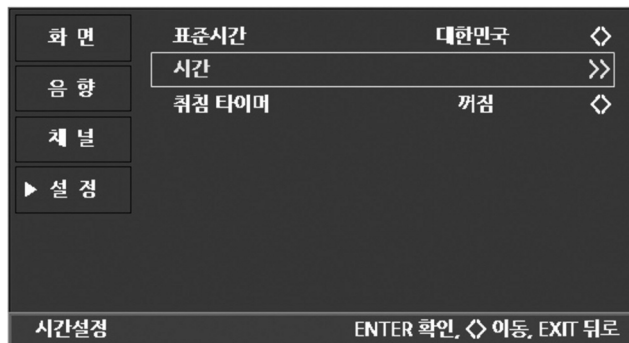 화 면
음 향
채 널
▶ 설 정
표준시간 대한민국 <>
시간 >>
취침 타이머 꺼짐 <>
시간설정 ENTER 확인, <> 이동, EXIT 뒤로